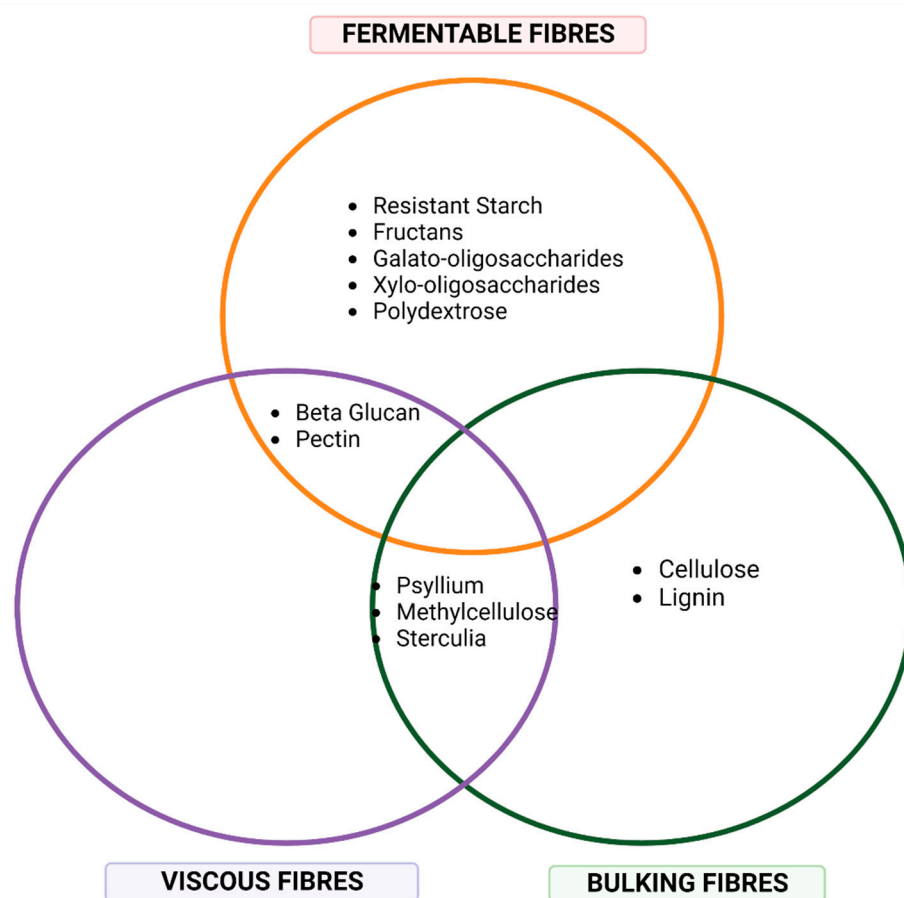 FERMENTABLE FIBRES
• Resistant Starch
• Fructans
• Galato-oligosaccharides
• Xylo-oligosaccharides
• Polydextrose
• Beta Glucan
• Pectin
• Psyllium
• Methylcellulose
• Sterculia
• Cellulose
• Lignin
VISCOUS FIBRES
BULKING FIBRES